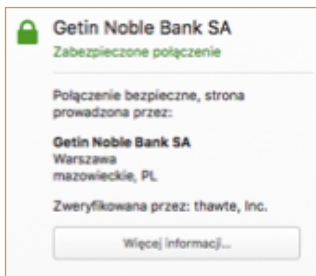 Getin Noble Bank SA
Zabezpieczone połączenie
Połączenie bezpieczne, strona
prowadzona przez:
Getin Noble Bank SA
Warszawa
mazowieckie, PL
Zweryfikowana przez: thawte, Inc.
Więcej informacji...